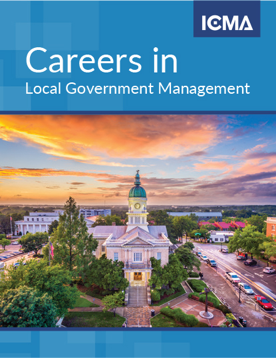 ICMA
Careers in
Local Government Management